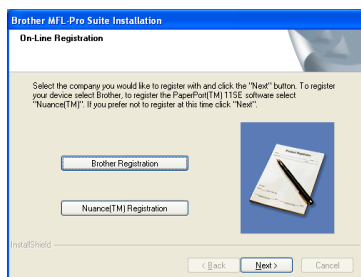 Brother MFL-Pro Suite Installation
On-Line Registration
Select the company you would like to register with and click the "Next" button. To register
your device select Brother, to register the PaperPort(TM) 11SE software select
"Nuance(TM)". If you prefer not to register at this time click "Next".
Brother Registration
Product Registration
Nuance(TM) Registration
InstallShield
< Back
Next >
Cancel